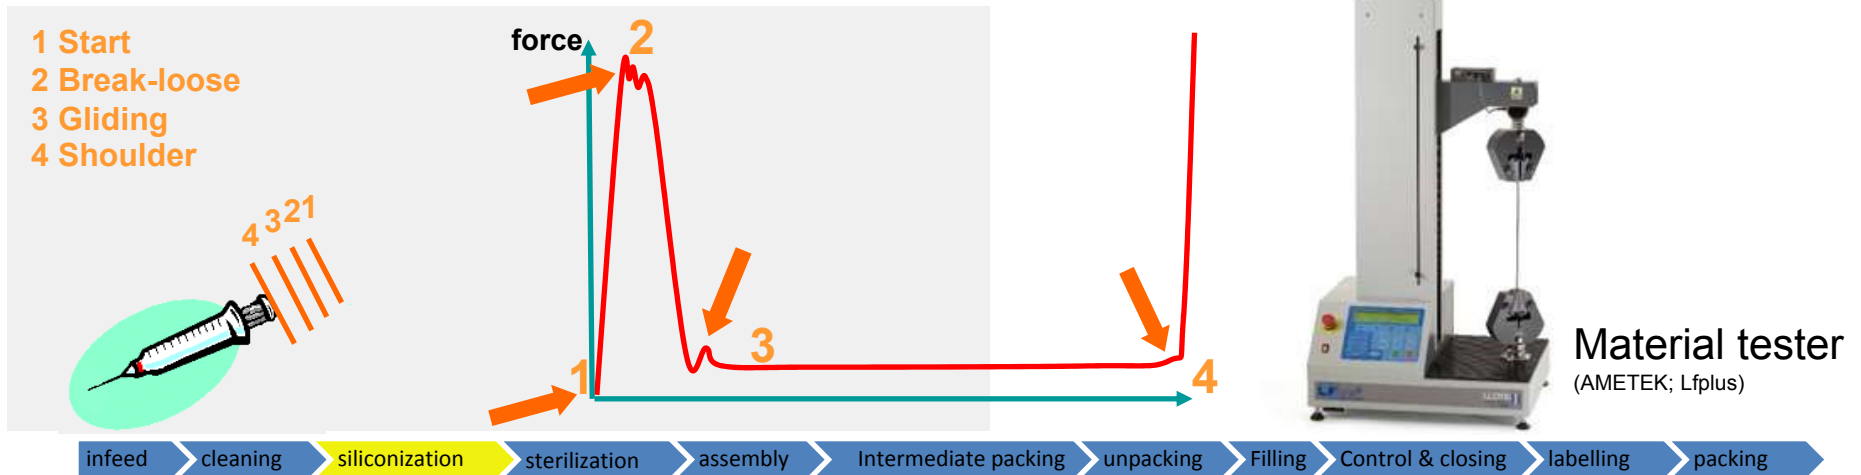 1 Start
2 Break-loose
3 Gliding
4 Shoulder
4 3 2 1
force
2
1
3
4
Material tester
(AMETEK; Lfplus)
infeed
cleaning
siliconization
sterilization
assembly
Intermediate packing
unpacking
Filling
Control & closing
labelling
packing